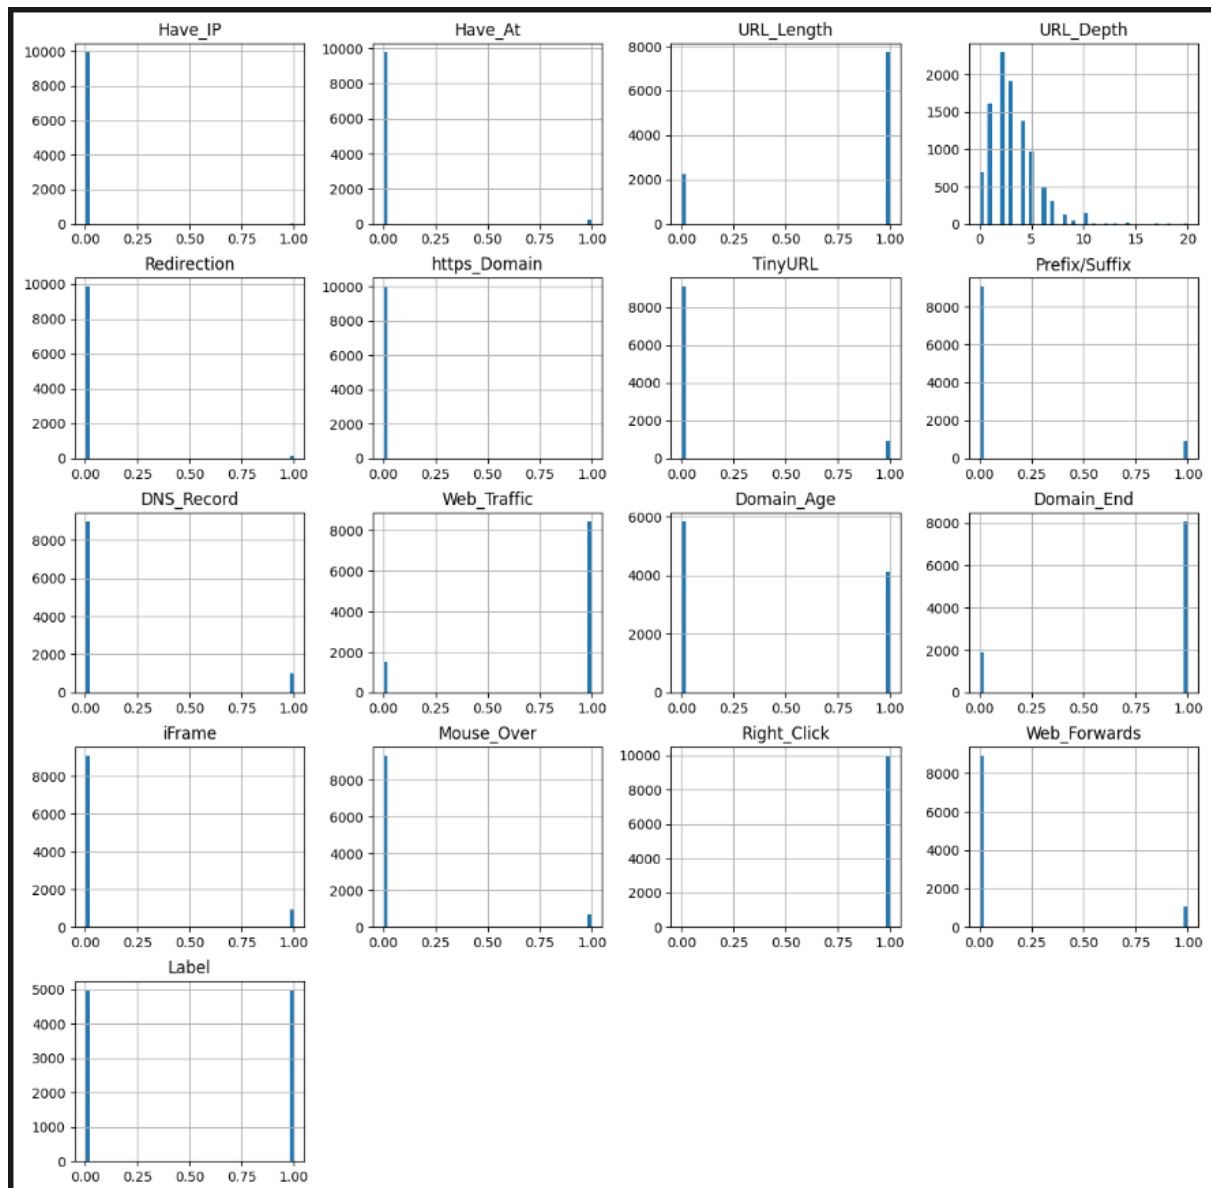 Have_IP Have_At URL_Length URL_Depth
10000 8000 6000 4000 2000 0
0.00 0.25 0.50 0.75 1.00
10000 8000 6000 4000 2000 0
0.00 0.25 0.50 0.75 1.00
8000 6000 4000 2000 0
0.00 0.25 0.50 0.75 1.00
2000 1500 1000 500 0
0 5 10 15 20
Redirection https_Domain TinyURL Prefix/Suffix
10000 8000 6000 4000 2000 0
0.00 0.25 0.50 0.75 1.00
10000 8000 6000 4000 2000 0
0.00 0.25 0.50 0.75 1.00
8000 6000 4000 2000 0
0.00 0.25 0.50 0.75 1.00
8000 6000 4000 2000 0
0.00 0.25 0.50 0.75 1.00
DNS_Record Web_Traffic Domain_Age Domain_End
8000 6000 4000 2000 0
0.00 0.25 0.50 0.75 1.00
8000 6000 4000 2000 0
0.00 0.25 0.50 0.75 1.00
6000 4000 2000 0
0.00 0.25 0.50 0.75 1.00
8000 6000 4000 2000 0
0.00 0.25 0.50 0.75 1.00
iFrame Mouse_Over Right_Click Web_Forwards
8000 6000 4000 2000 0
0.00 0.25 0.50 0.75 1.00
8000 6000 4000 2000 0
0.00 0.25 0.50 0.75 1.00
10000 8000 6000 4000 2000 0
0.00 0.25 0.50 0.75 1.00
8000 6000 4000 2000 0
0.00 0.25 0.50 0.75 1.00
Label
5000 4000 3000 2000 1000 0
0.00 0.25 0.50 0.75 1.00